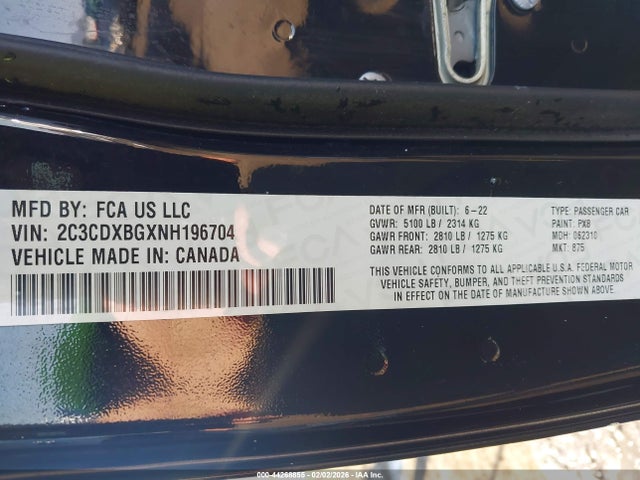 MFD BY: FCA US LLC
VIN: 2C3CDXBGXNH196704
VEHICLE MADE IN: CANADA
DATE OF MFR (BUILT): 6-22
GVWR: 5100 LB / 2314 KG
GAWR FRONT: 2810 LB / 1275 KG
GAWR REAR: 2810 LB / 1275 KG
TYPE: PASSENGER CAR
PAINT: PX8
MDH: 062310
MKT: 875
THIS VEHICLE CONFORMS TO ALL APPLICABLE U.S.A. FEDERAL MOTOR
VEHICLE SAFETY, BUMPER, AND THEFT PREVENTION STANDARDS
IN EFFECT ON THE DATE OF MANUFACTURE SHOWN ABOVE.
000-44268855 - 02/02/2026 - IAAI.COM